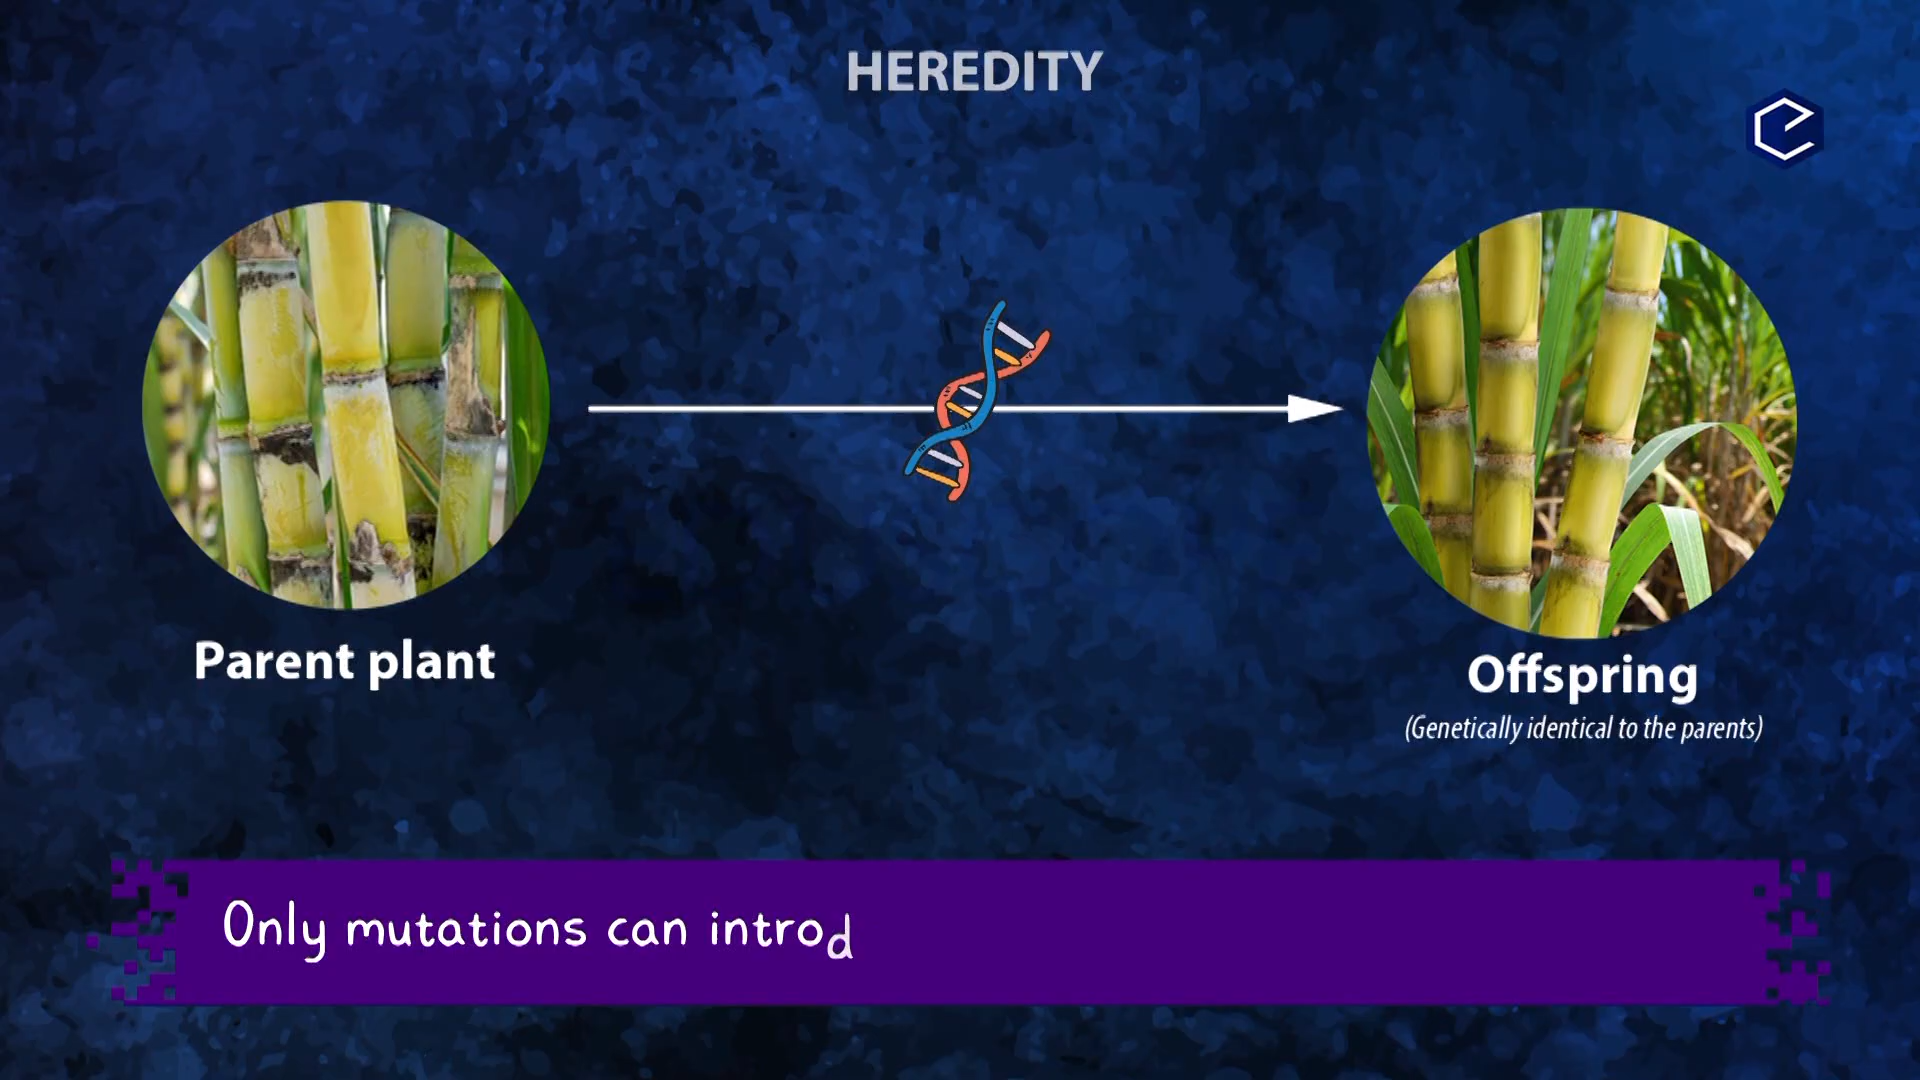 HEREDITY
Parent plant
Offspring
(Genetically identical to the parents)
Only mutations can introd